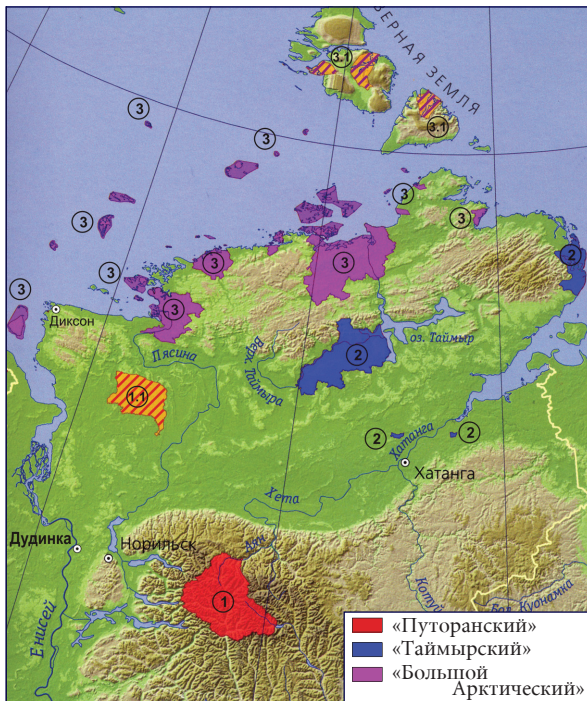 ВЕРНАЯ ЗЕМЛЯ
3.1
3
3
3.1
3
3
3
3
3
3
2
3
Диксон
3
оз. Таймыр
Пясина
Верх.
Таймыра
2
1.1
2
2
Хатанга
Хатанга
Хета
Дудинка
Норильск
Аян
1
Енисей
Котуй
Бол. Куонамка
«Путоранский»
«Таймырский»
«Большой
Арктический»